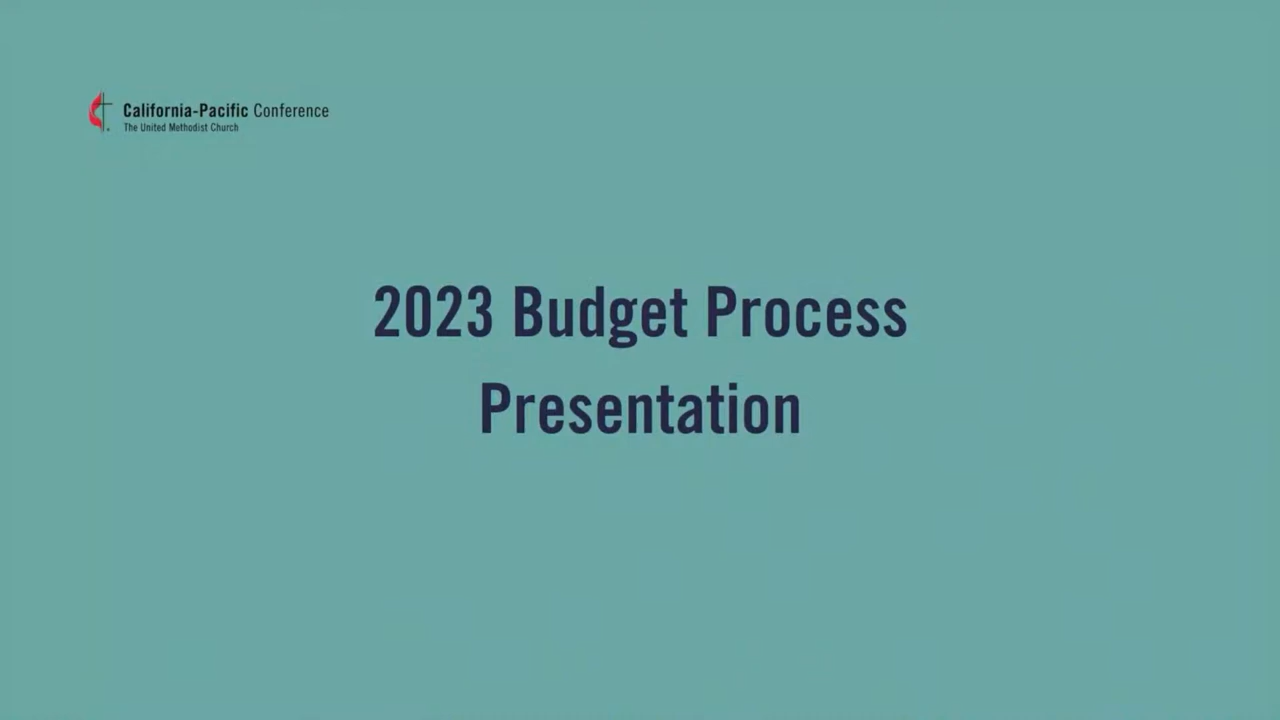 California-Pacific Conference
The United Methodist Church
2023 Budget Process
Presentation